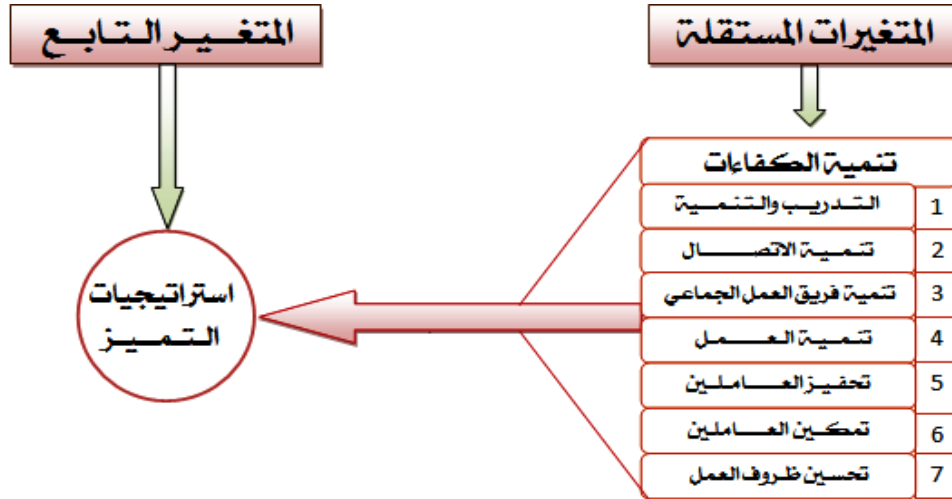 المتغيرات المستقلة
المتغير التابع
تنمية الكفاءات
1 التدريب والتنمية
2 تنمية الاتصال
3 تنمية فريق العمل الجماعي
4 تنمية العمل
5 تحفيز العاملين
6 تمكين العاملين
7 تحسين ظروف العمل
استراتيجيات
التميز